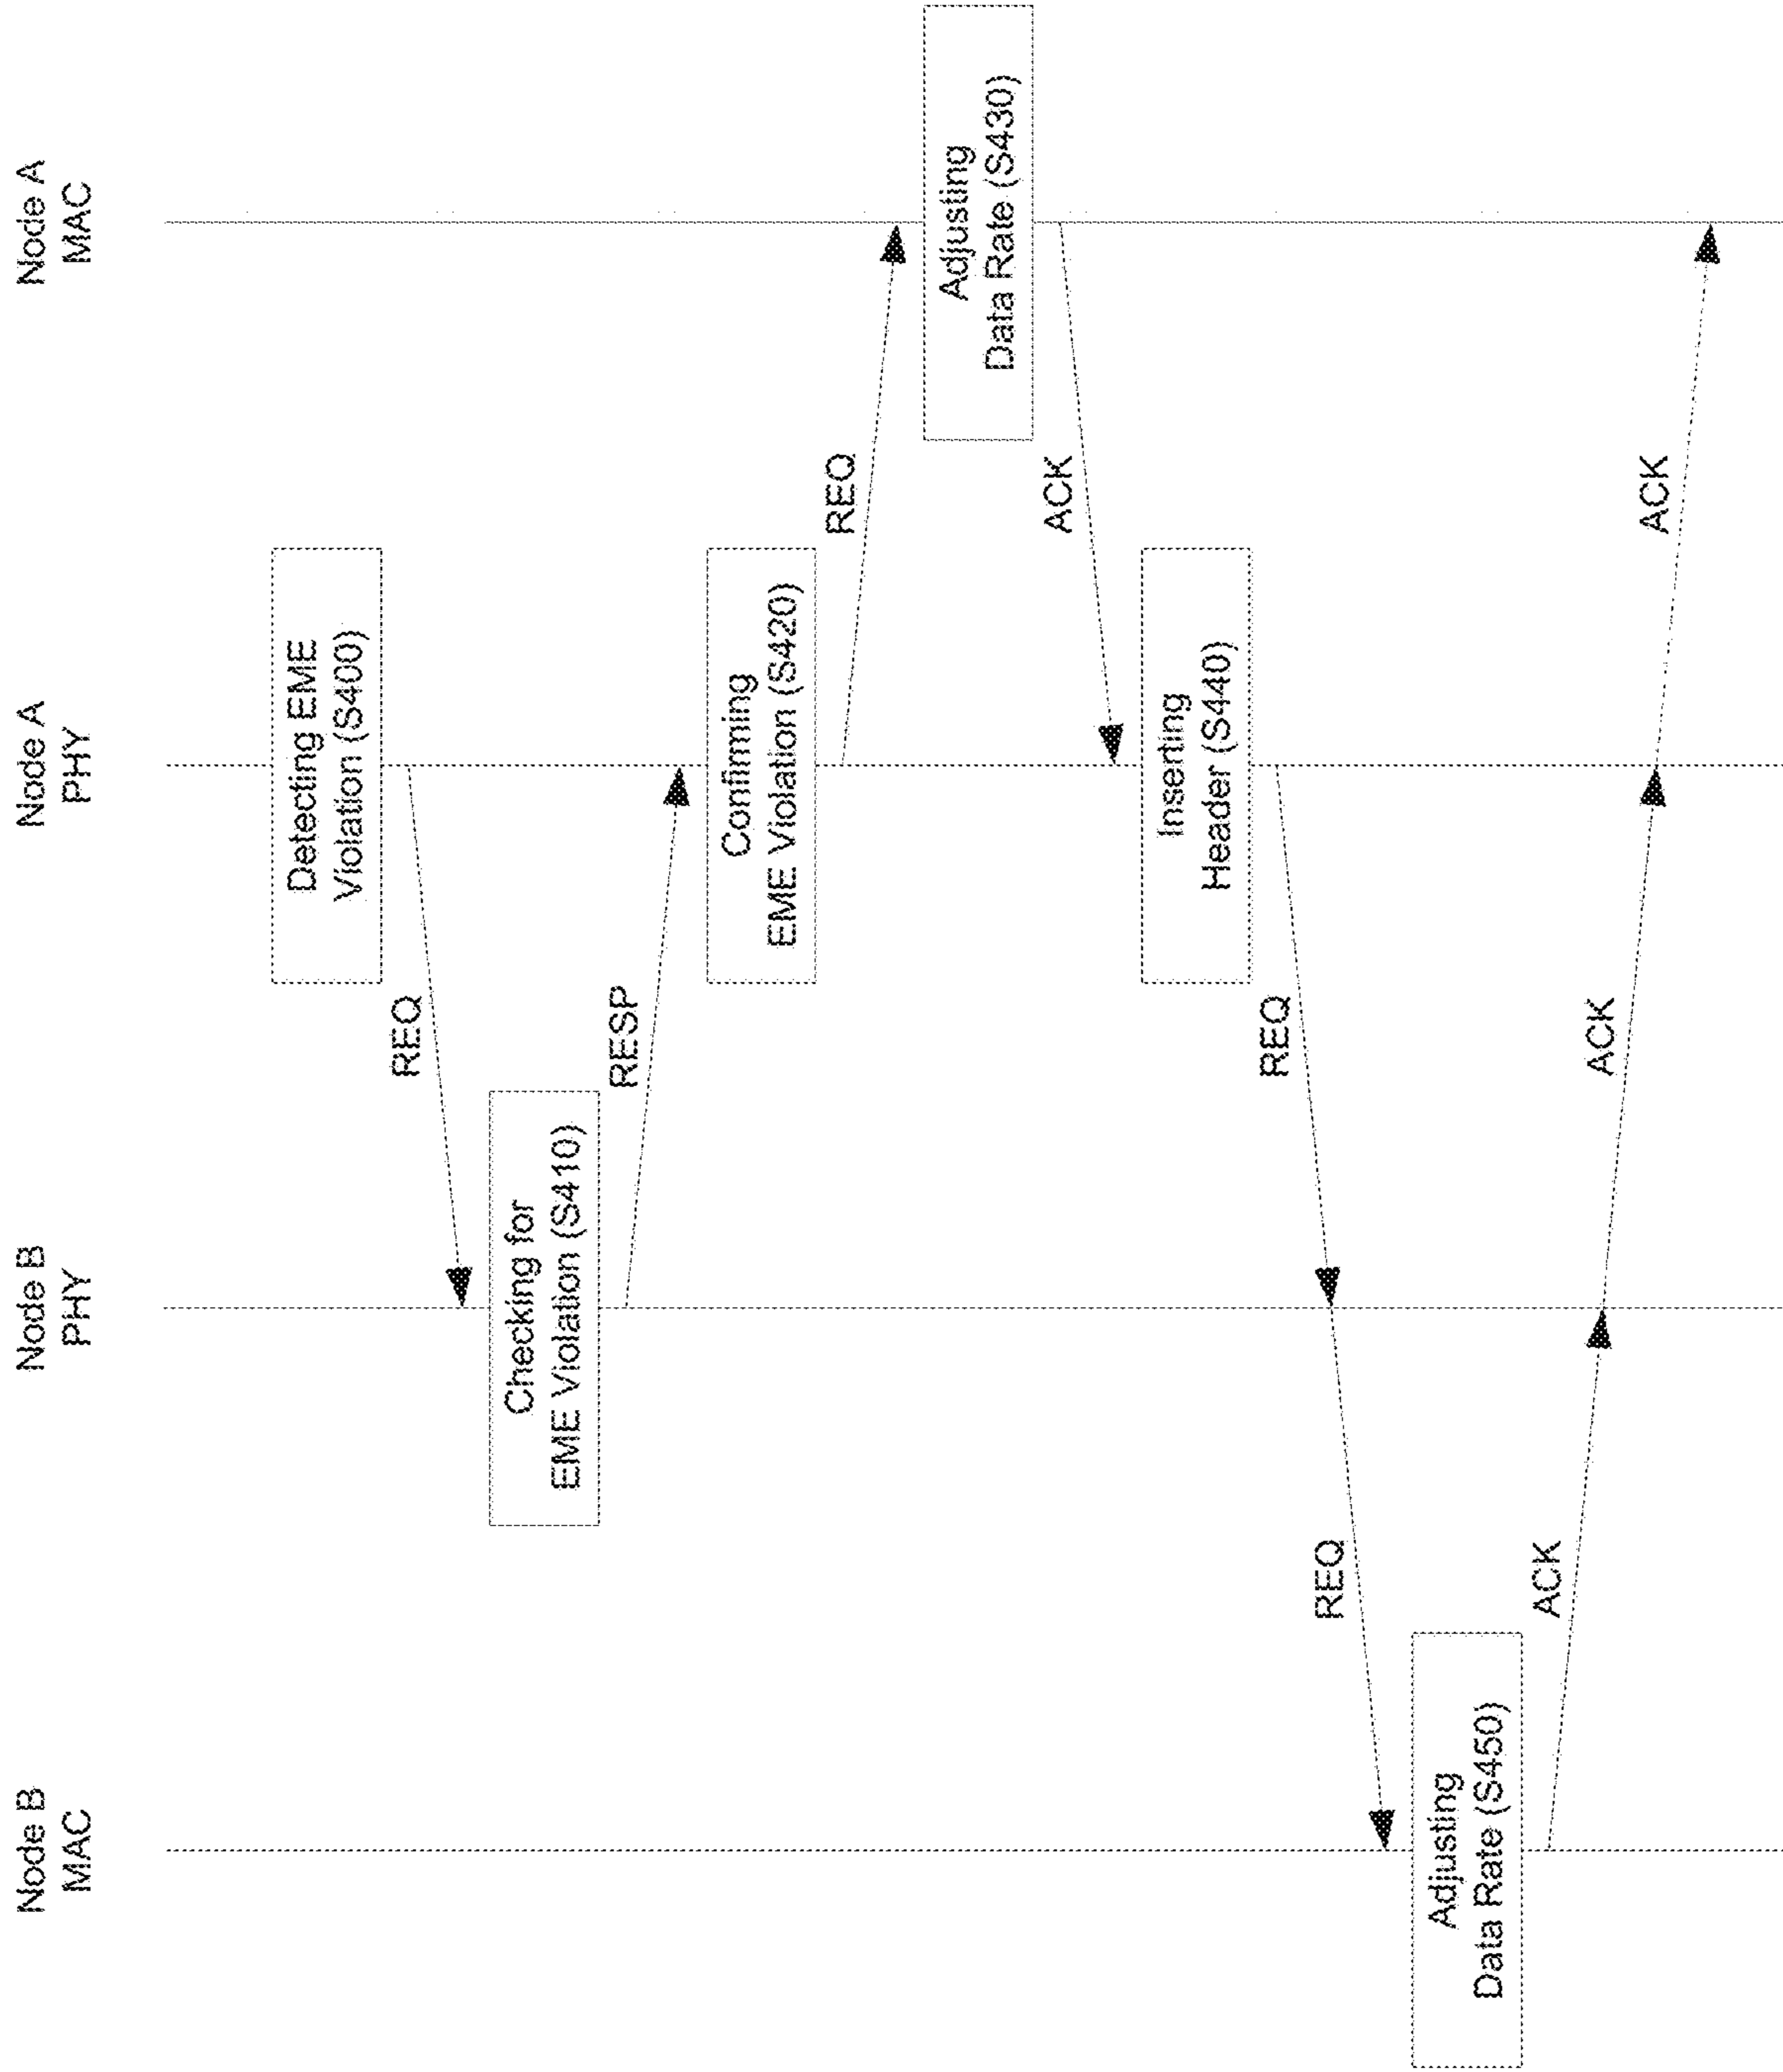 Node B
MAC
Node B
PHY
Node A
PHY
Node A
MAC
Detecting EME
Violation (S400)
REQ
Checking for
EME Violation (S410)
RESP
Confirming
EME Violation (S420)
REQ
Adjusting
Data Rate (S430)
ACK
Inserting
Header (S440)
REQ
REQ
Adjusting
Data Rate (S450)
ACK
ACK
ACK